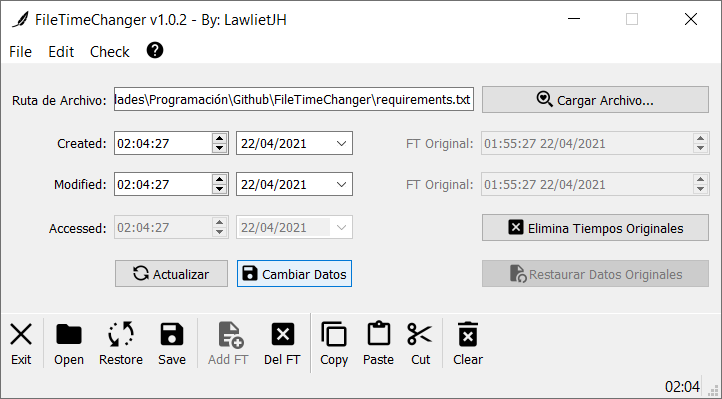 FileTimeChanger v1.0.2 - By: LawlietJH
File Edit Check ?
Ruta de Archivo: dades\Programación\Github\FileTimeChanger\requirements.txt Cargar Archivo...
Created: 02:04:27 22/04/2021 FT Original: 01:55:27 22/04/2021
Modified: 02:04:27 22/04/2021 FT Original: 01:55:27 22/04/2021
Accessed: 02:04:27 22/04/2021 Elimina Tiempos Originales
Actualizar Cambiar Datos Restaurar Datos Originales
Exit Open Restore Save Add FT Del FT Copy Paste Cut Clear
02:04